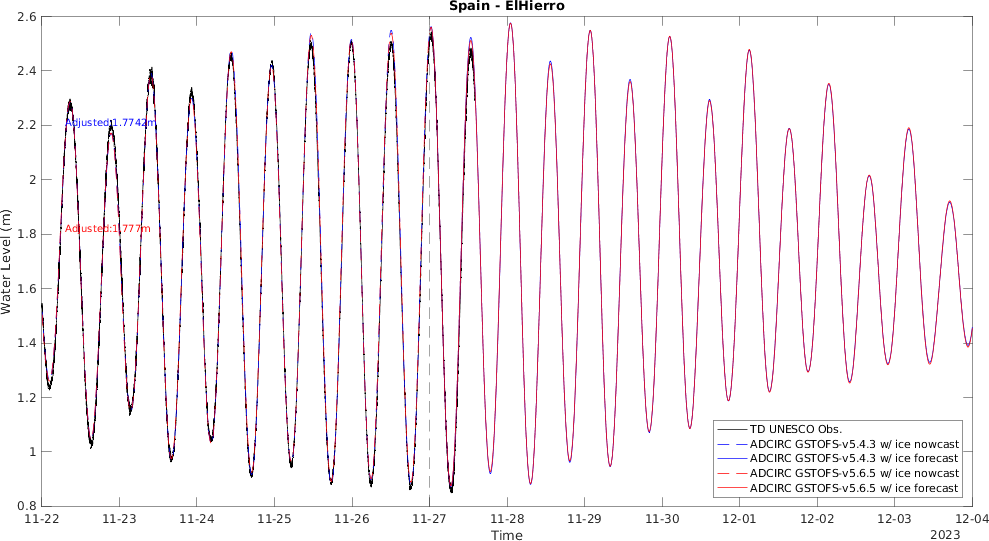 Spain - ElHierro
2.6
2.4
2.2
2
1.8
1.6
1.4
1.2
1
0.8
Water Level (m)
Adjusted:1.7742m
Adjusted:1.777m
TD UNESCO Obs.
ADCIRC GSTOFS-v5.4.3 w/ ice nowcast
ADCIRC GSTOFS-v5.4.3 w/ ice forecast
ADCIRC GSTOFS-v5.6.5 w/ ice nowcast
ADCIRC GSTOFS-v5.6.5 w/ ice forecast
11-22 11-23 11-24 11-25 11-26 11-27 11-28 11-29 11-30 12-01 12-02 12-03 12-04
Time
2023